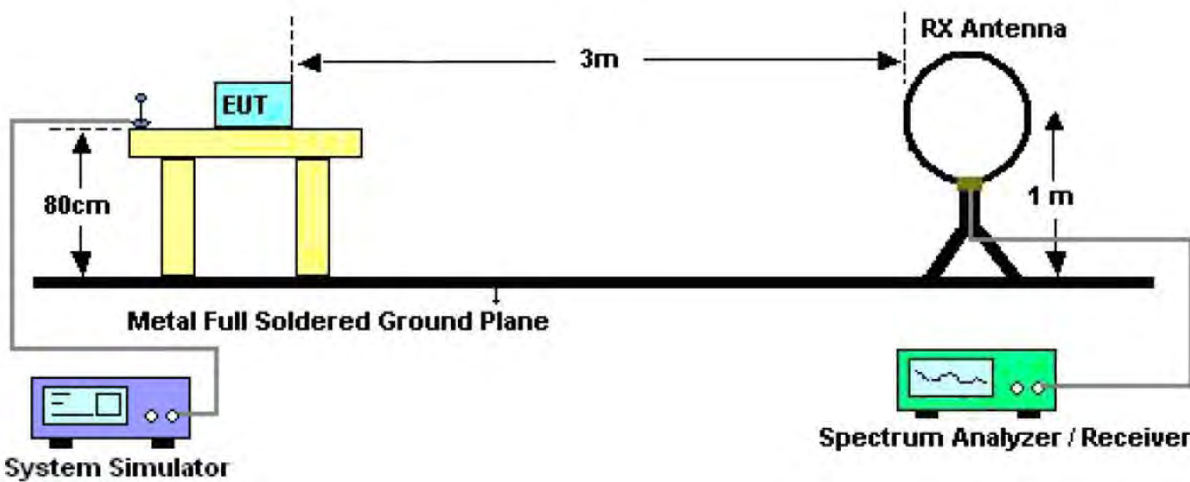 RX Antenna
3m
EUT
80cm
1 m
Metal Full Soldered Ground Plane
System Simulator
Spectrum Analyzer / Receiver